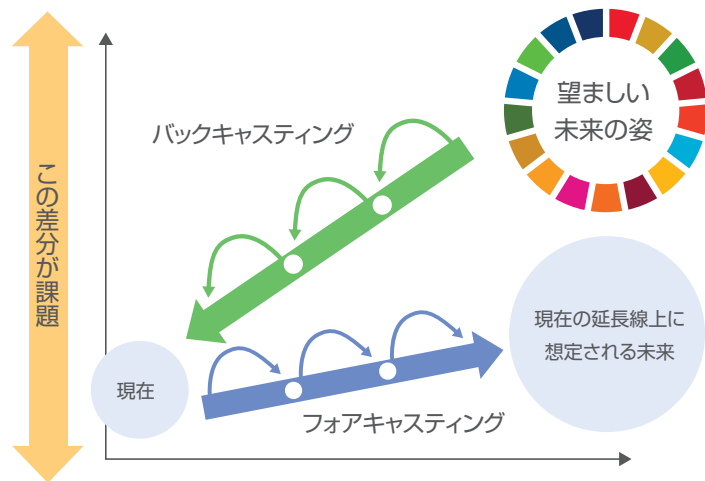 この差分が課題
バックキャスティング
望ましい
未来の姿
現在の延長線上に
想定される未来
現在
フォアキャスティング